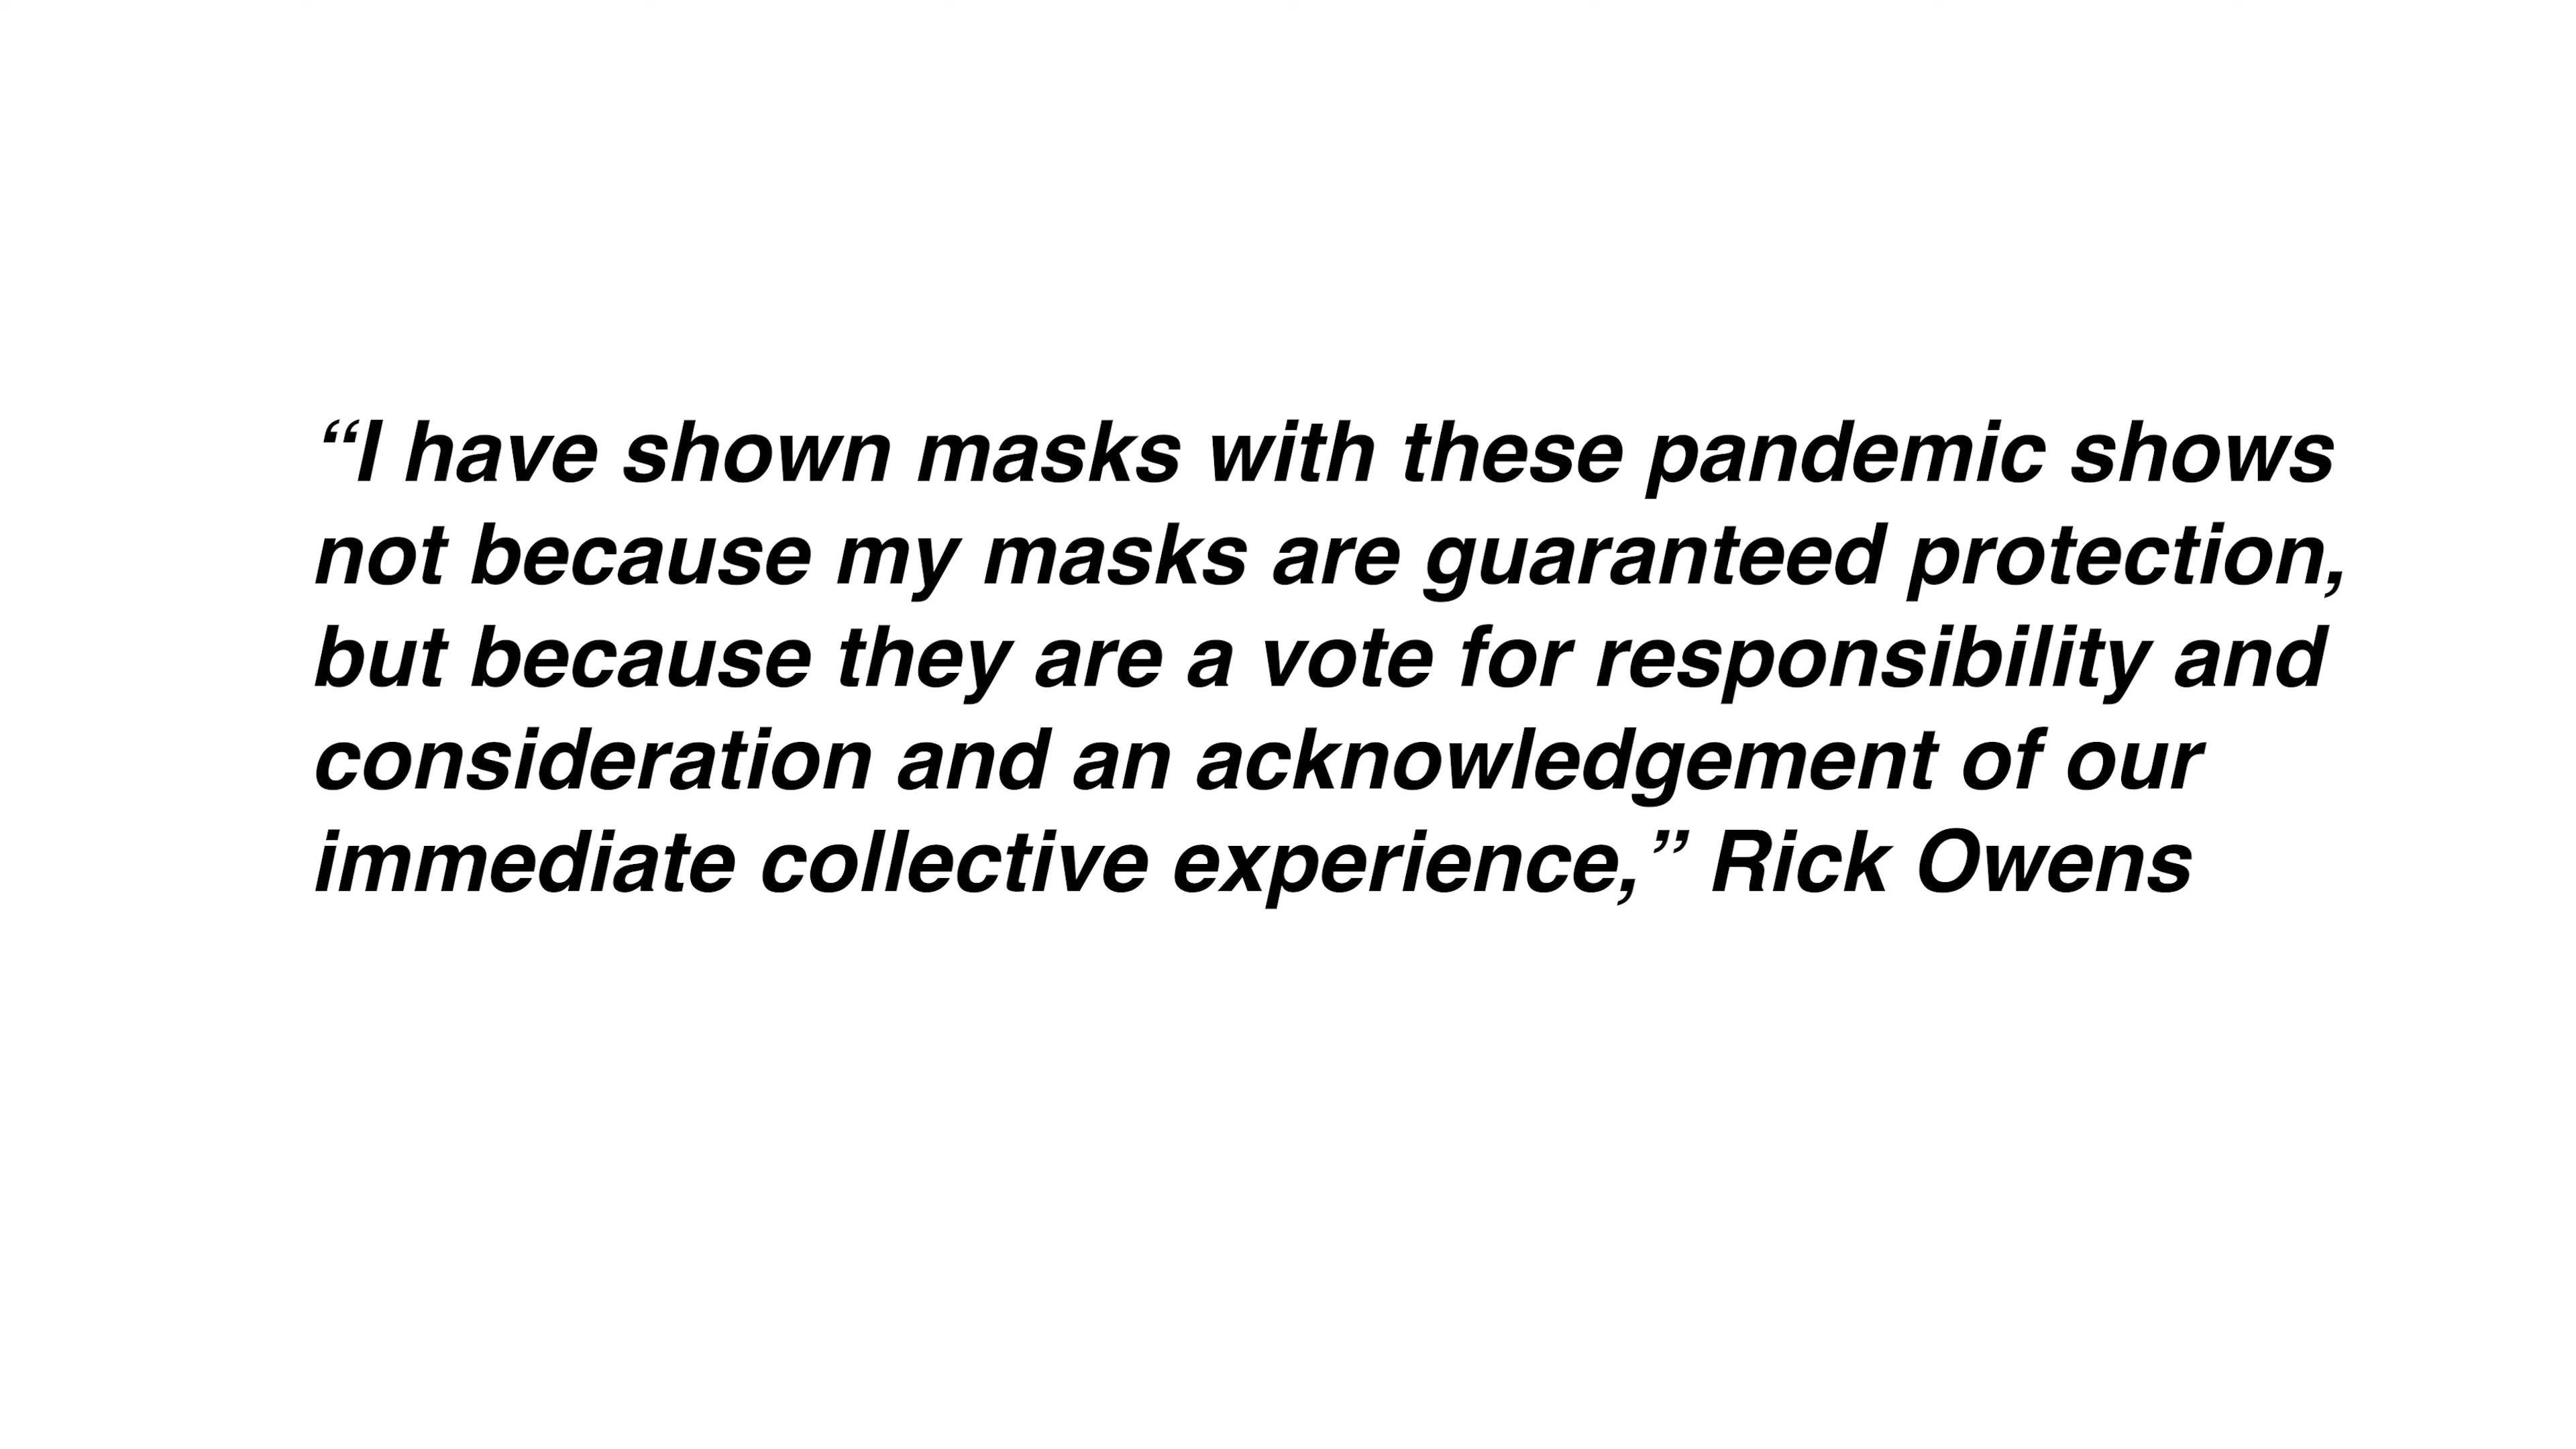 “I have shown masks with these pandemic shows
not because my masks are guaranteed protection,
but because they are a vote for responsibility and
consideration and an acknowledgement of our
immediate collective experience,” Rick Owens